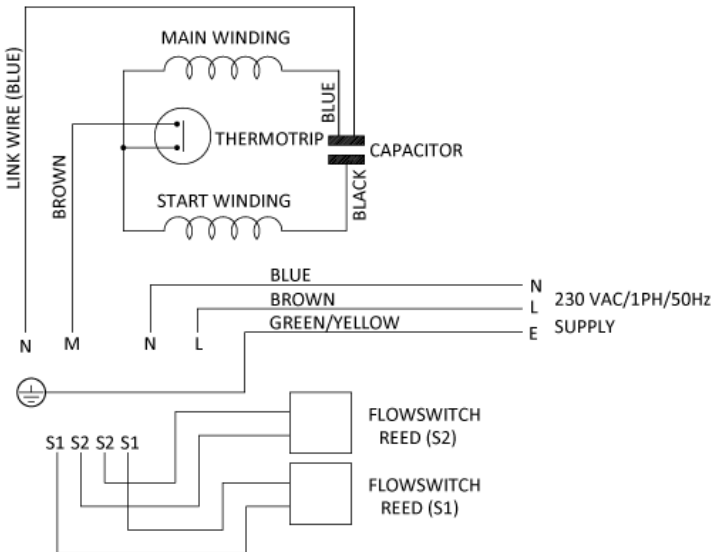 MAIN WINDING
LINK WIRE (BLUE)
BLUE
THERMOTRIP
CAPACITOR
BROWN
BLACK
START WINDING
BLUE
N
BROWN
L
230 VAC/1PH/50Hz
GREEN/YELLOW
E
SUPPLY
N M N L
FLOWSWITCH
REED (S2)
S1 S2 S2 S1
FLOWSWITCH
REED (S1)